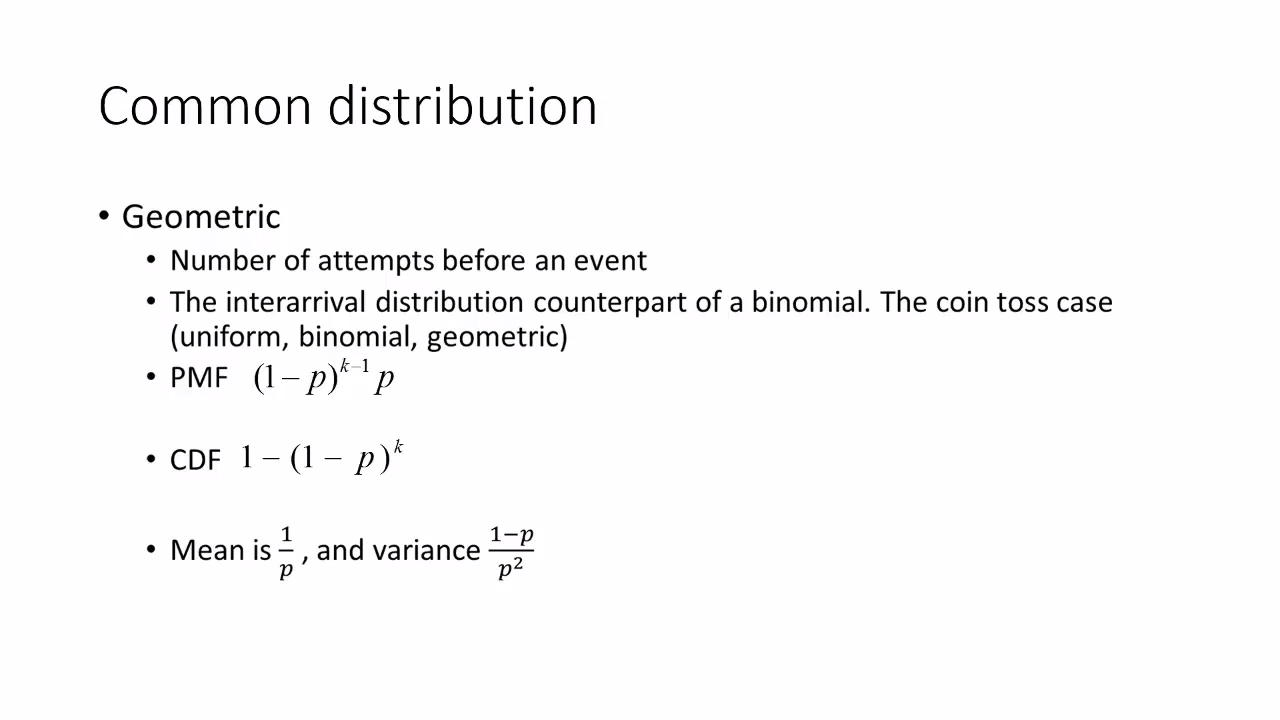 Common distribution
• Geometric
• Number of attempts before an event
• The interarrival distribution counterpart of a binomial. The coin toss case
(uniform, binomial, geometric)
• PMF (1 − p)^{k−1} p
• CDF 1 − (1 − p)^k
• Mean is \frac{1}{p} , and variance \frac{1−p}{p^2}